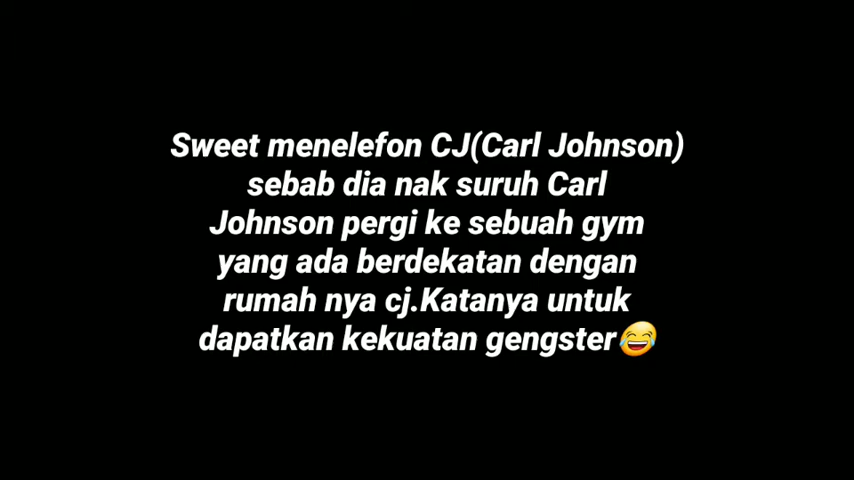 Sweet menelefon CJ(Carl Johnson)
sebab dia nak suruh Carl
Johnson pergi ke sebuah gym
yang ada berdekatan dengan
rumah nya cj.Katanya untuk
dapatkan kekuatan gengster😂